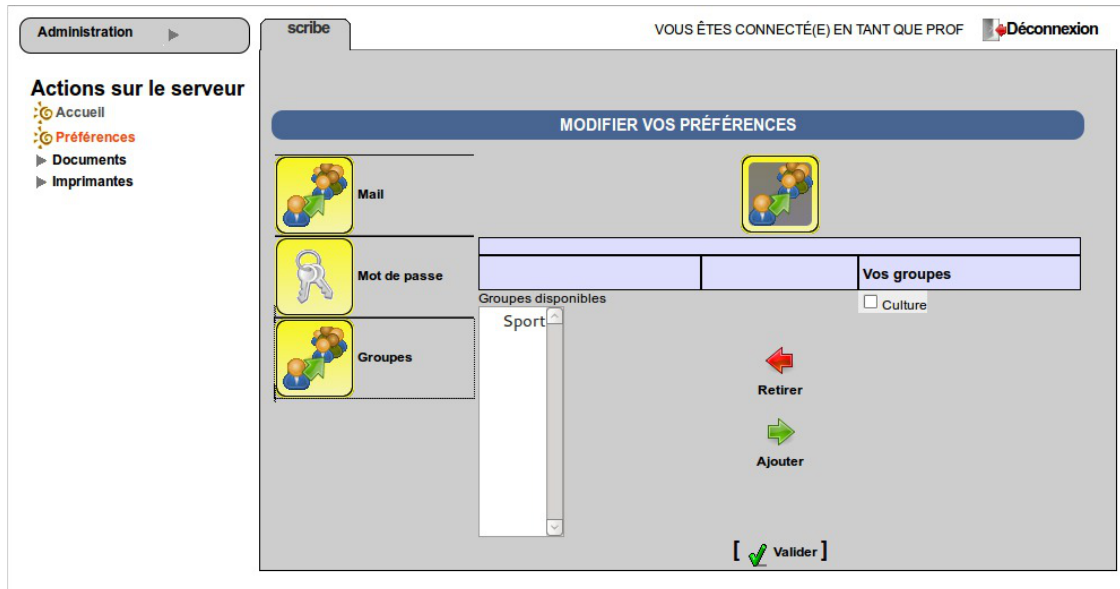 Administration
scribe
VOUS ÊTES CONNECTÉ(E) EN TANT QUE PROF
Déconnexion
Actions sur le serveur
Accueil
Préférences
Documents
Imprimantes
MODIFIER VOS PRÉFÉRENCES
Mail
Mot de passe
Groupes
Vos groupes
Groupes disponibles
Culture
Sport
Retirer
Ajouter
[ Valider ]